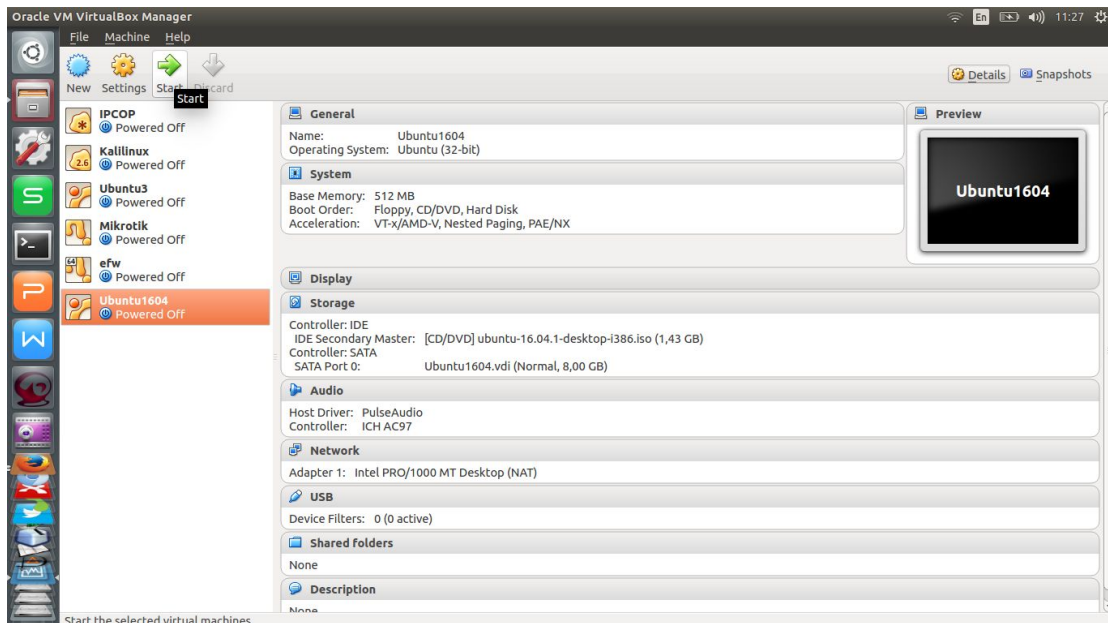 Oracle VM VirtualBox Manager
En
11:27
File Machine Help
New Settings Start Discard
Start
Details Snapshots
IPCOP
Powered Off
Kalilinux
2.6 Powered Off
Ubuntu3
Powered Off
Mikrotik
Powered Off
64 efw
Powered Off
Ubuntu1604
Powered Off
General
Name: Ubuntu1604
Operating System: Ubuntu (32-bit)
System
Base Memory: 512 MB
Boot Order: Floppy, CD/DVD, Hard Disk
Acceleration: VT-x/AMD-V, Nested Paging, PAE/NX
Preview
Ubuntu1604
Display
Storage
Controller: IDE
IDE Secondary Master: [CD/DVD] ubuntu-16.04.1-desktop-i386.iso (1,43 GB)
Controller: SATA
SATA Port 0: Ubuntu1604.vdi (Normal, 8,00 GB)
Audio
Host Driver: PulseAudio
Controller: ICH AC97
Network
Adapter 1: Intel PRO/1000 MT Desktop (NAT)
USB
Device Filters: 0 (0 active)
Shared folders
None
Description
None
Start the selected virtual machines